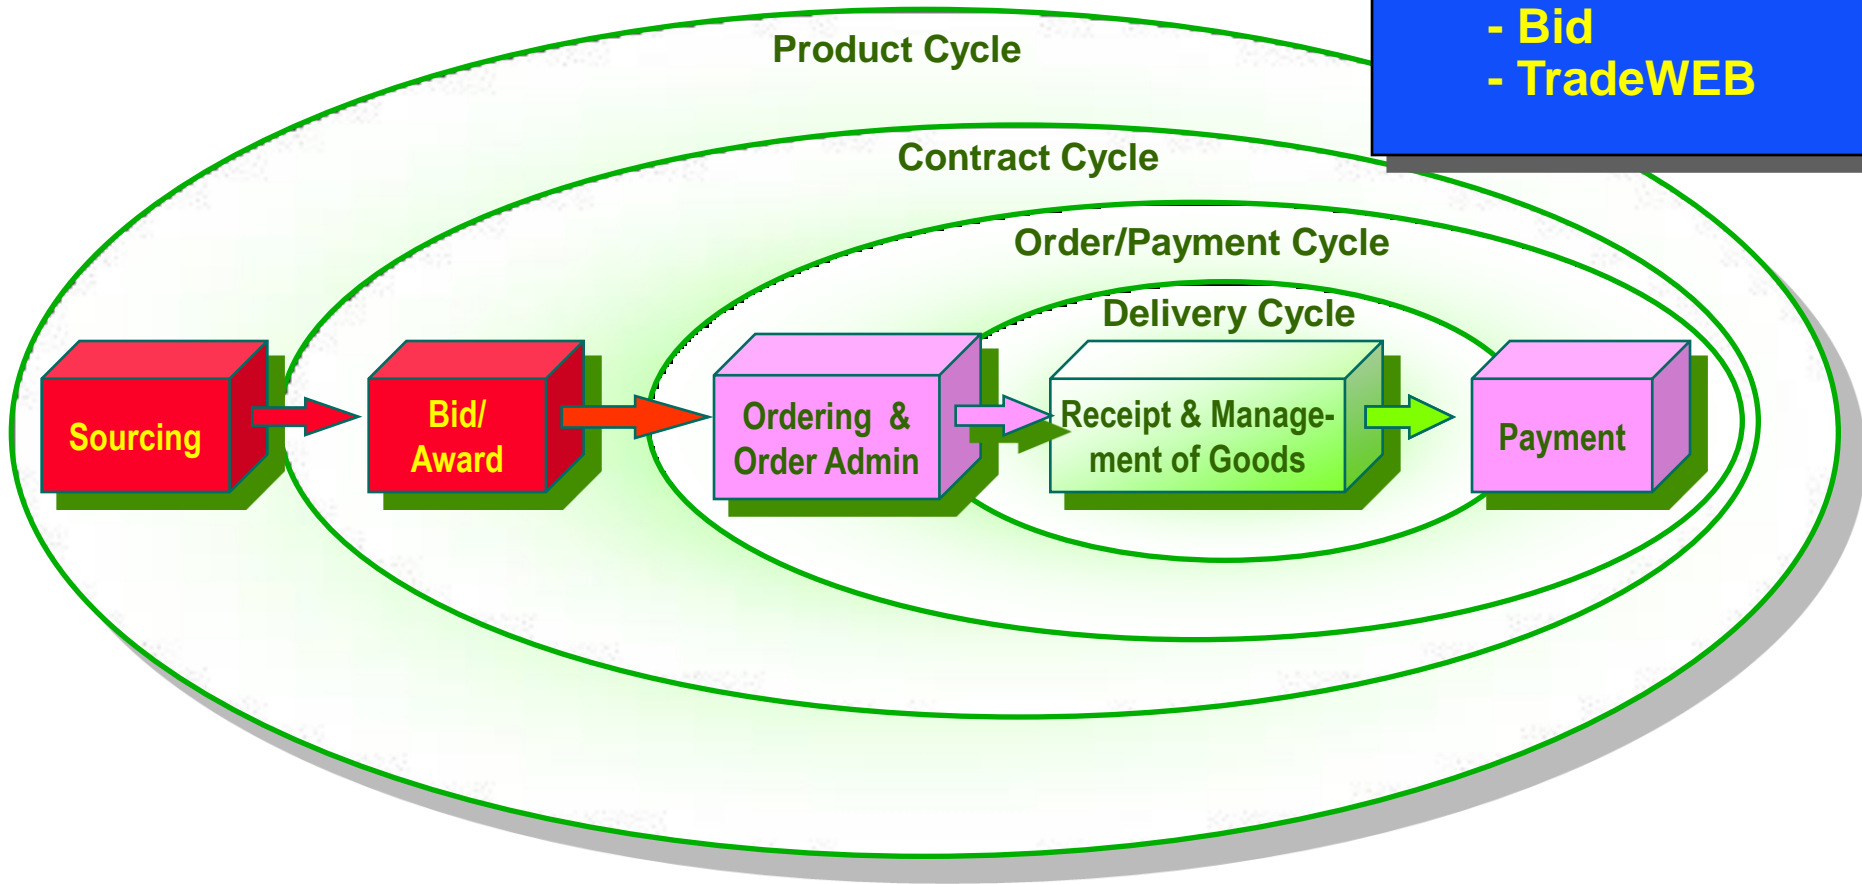 - Bid
- TradeWEB
Product Cycle
Contract Cycle
Order/Payment Cycle
Delivery Cycle
Sourcing
Bid/
Award
Ordering &
Order Admin
Receipt & Manage-
ment of Goods
Payment